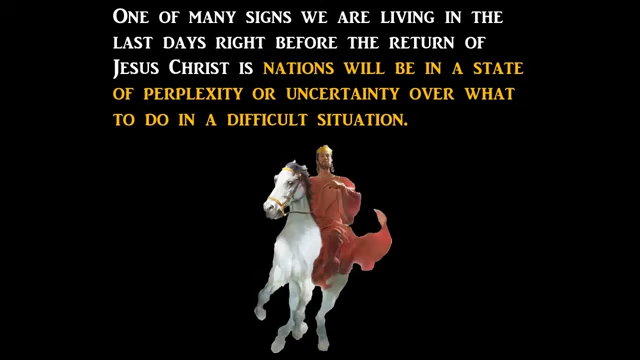 One of many signs we are living in the
last days right before the return of
Jesus Christ is nations will be in a state
of perplexity or uncertainty over what
to do in a difficult situation.